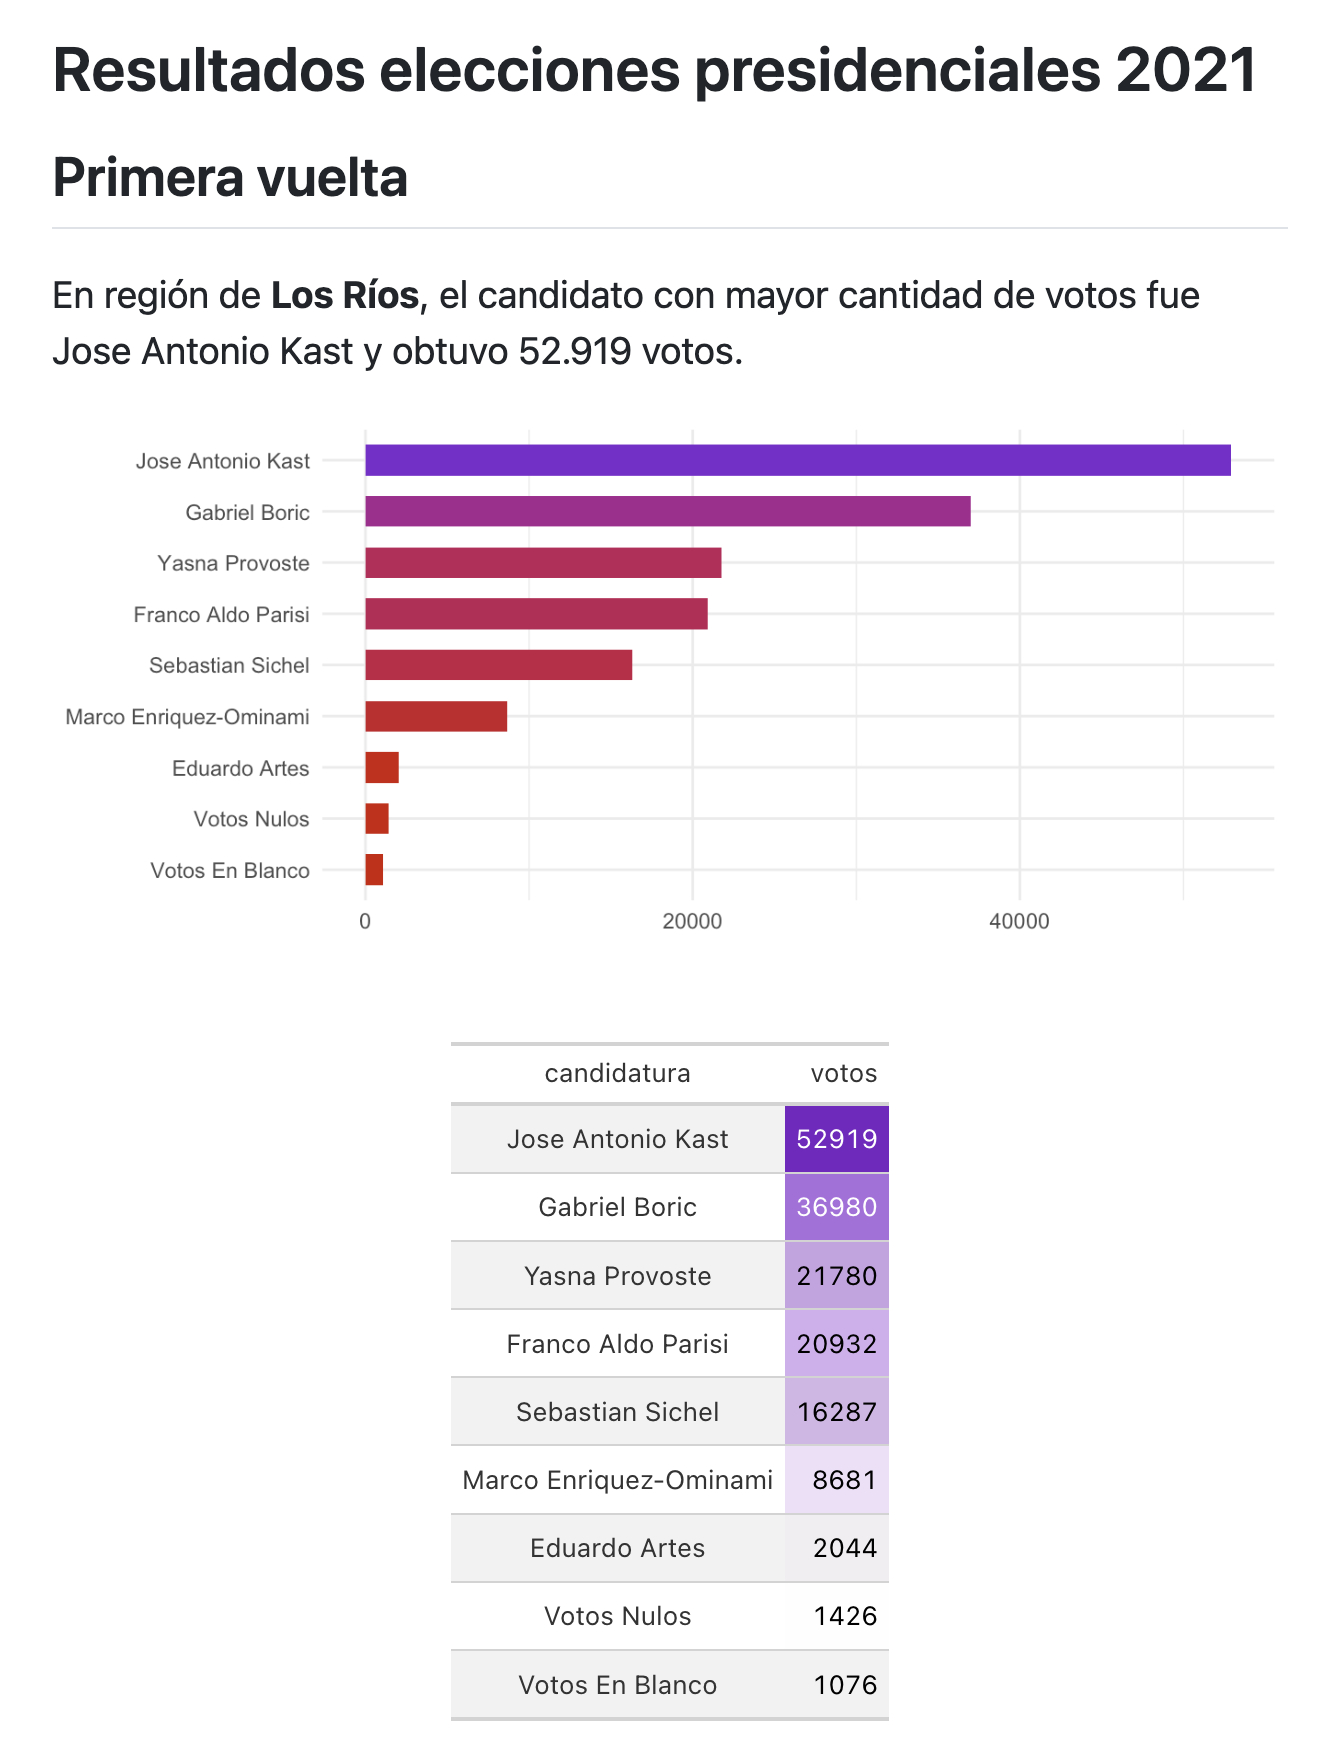 Resultados elecciones presidenciales 2021
Primera vuelta
En región de Los Ríos, el candidato con mayor cantidad de votos fue
Jose Antonio Kast y obtuvo 52.919 votos.
Jose Antonio Kast
Gabriel Boric
Yasna Provoste
Franco Aldo Parisi
Sebastian Sichel
Marco Enriquez-Ominami
Eduardo Artes
Votos Nulos
Votos En Blanco
0 20000 40000
candidatura votos
Jose Antonio Kast 52919
Gabriel Boric 36980
Yasna Provoste 21780
Franco Aldo Parisi 20932
Sebastian Sichel 16287
Marco Enriquez-Ominami 8681
Eduardo Artes 2044
Votos Nulos 1426
Votos En Blanco 1076